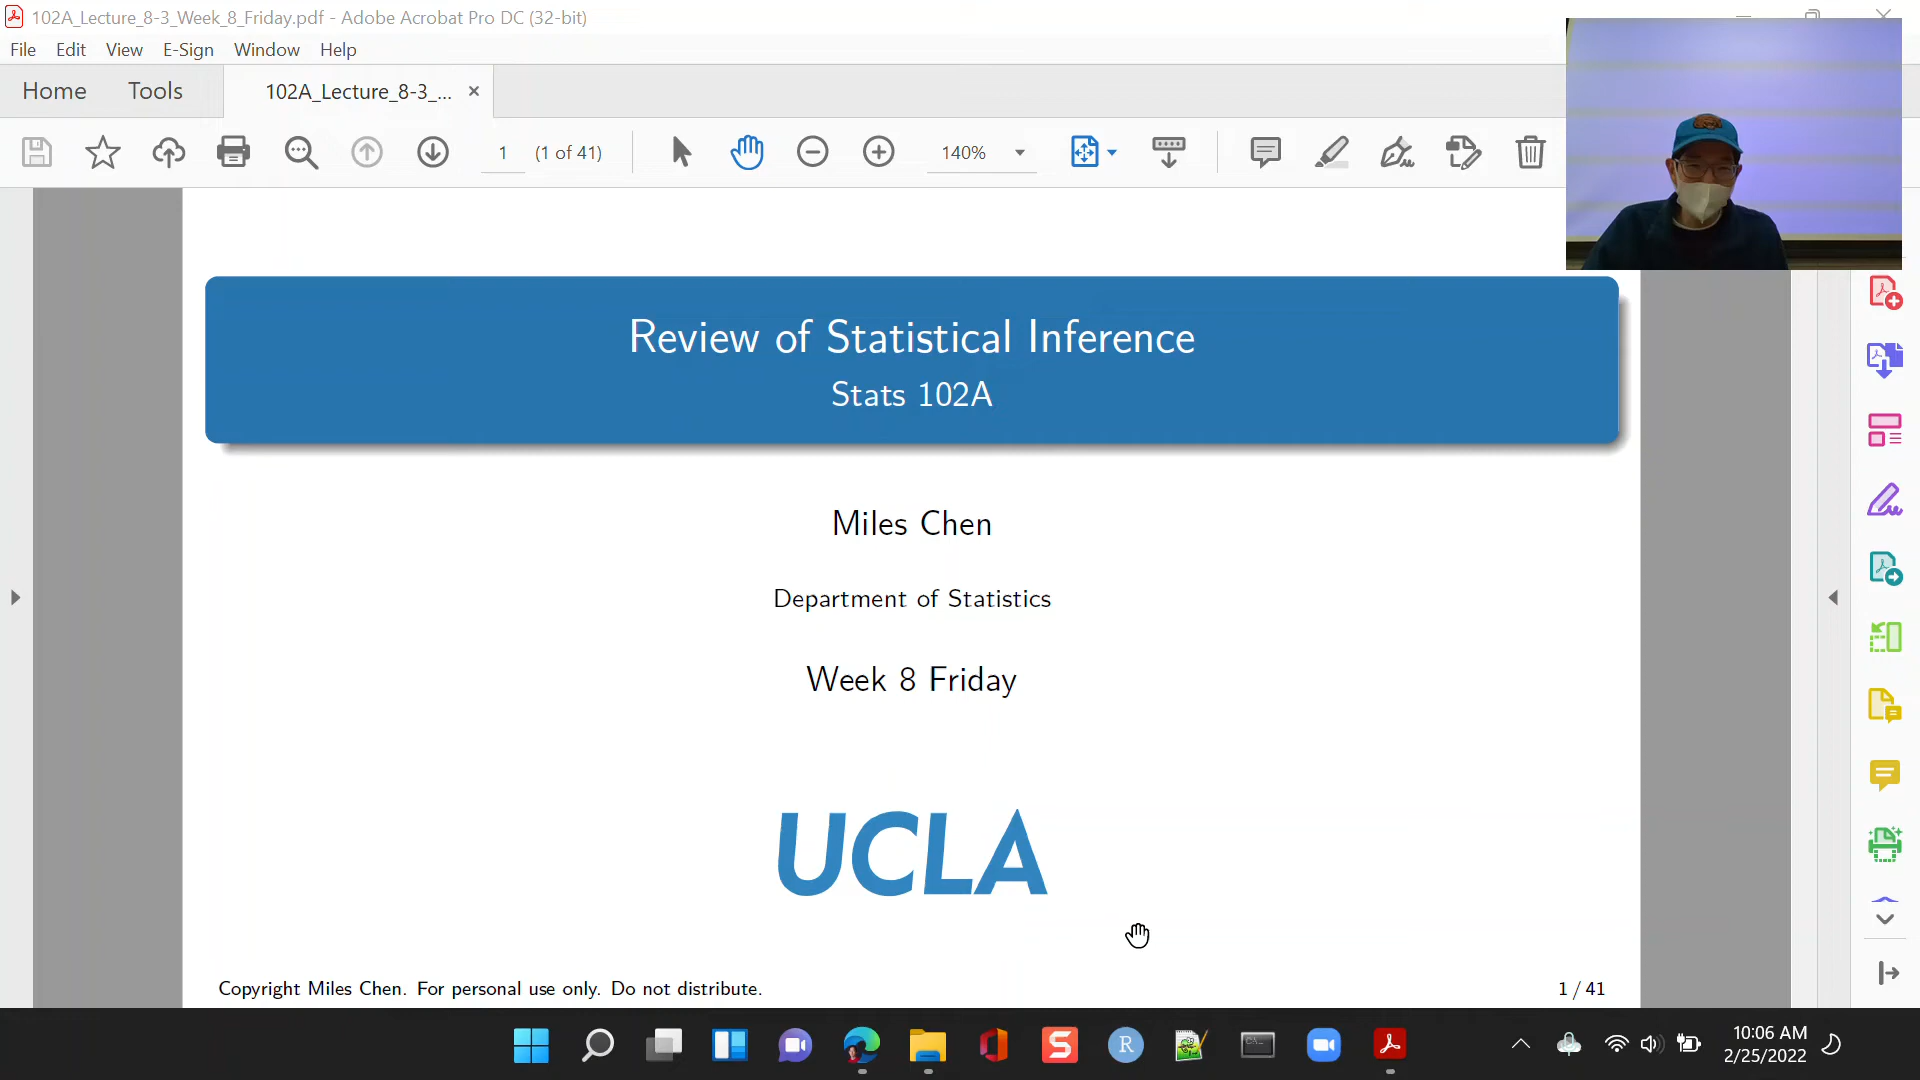 102A_Lecture_8-3_Week_8_Friday.pdf - Adobe Acrobat Pro DC (32-bit)
File Edit View E-Sign Window Help
Home Tools 102A_Lecture_8-3_... ×
1 (1 of 41) 140%
Review of Statistical Inference
Stats 102A
Miles Chen
Department of Statistics
Week 8 Friday
UCLA
Copyright Miles Chen. For personal use only. Do not distribute.
1 / 41
10:06 AM
2/25/2022